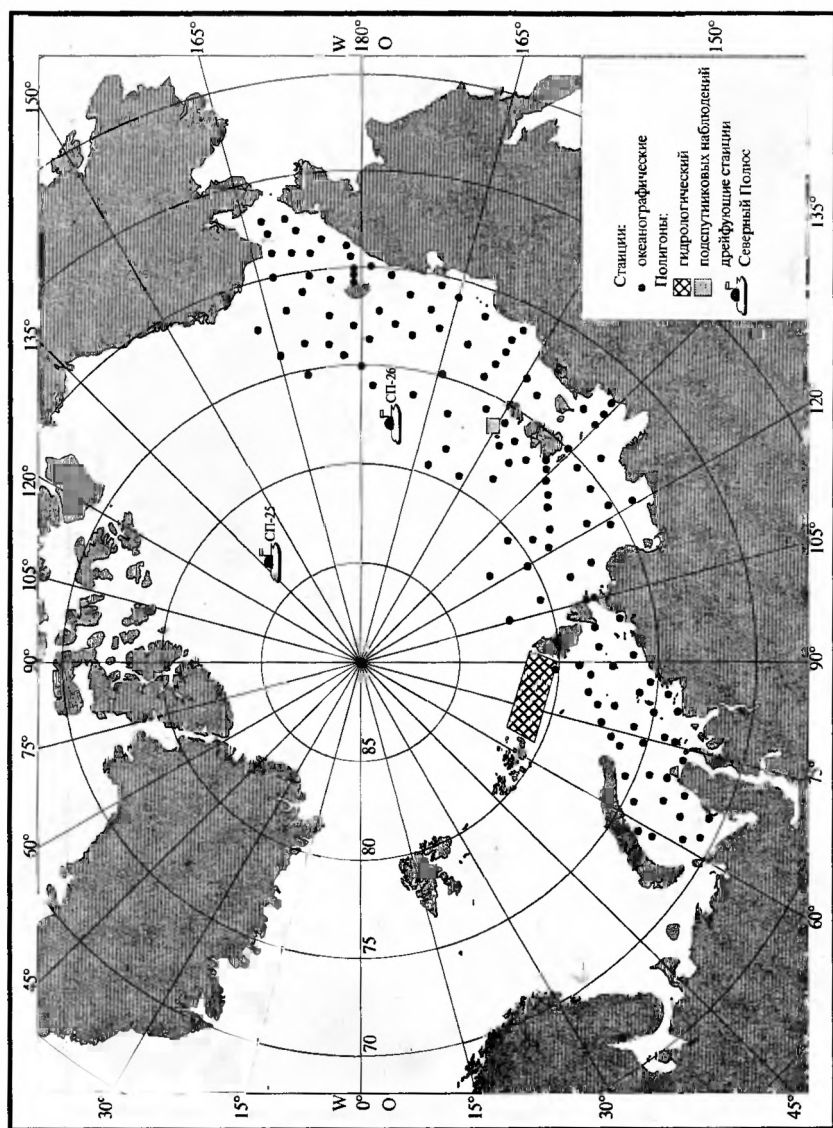 150°
165°
W
180°
O
165°
150°
135°
120°
105°
90°
75°
60°
45°
30°
15°
W
0°
O
15°
30°
45°
60°
75°
90°
105°
120
135°
85
80
75
70
СП-25
СП-26
Станции:
океанографические
Полигоны:
гидрологический
подспутниковых наблюдений
дрейфующие станции
Северный Полюс